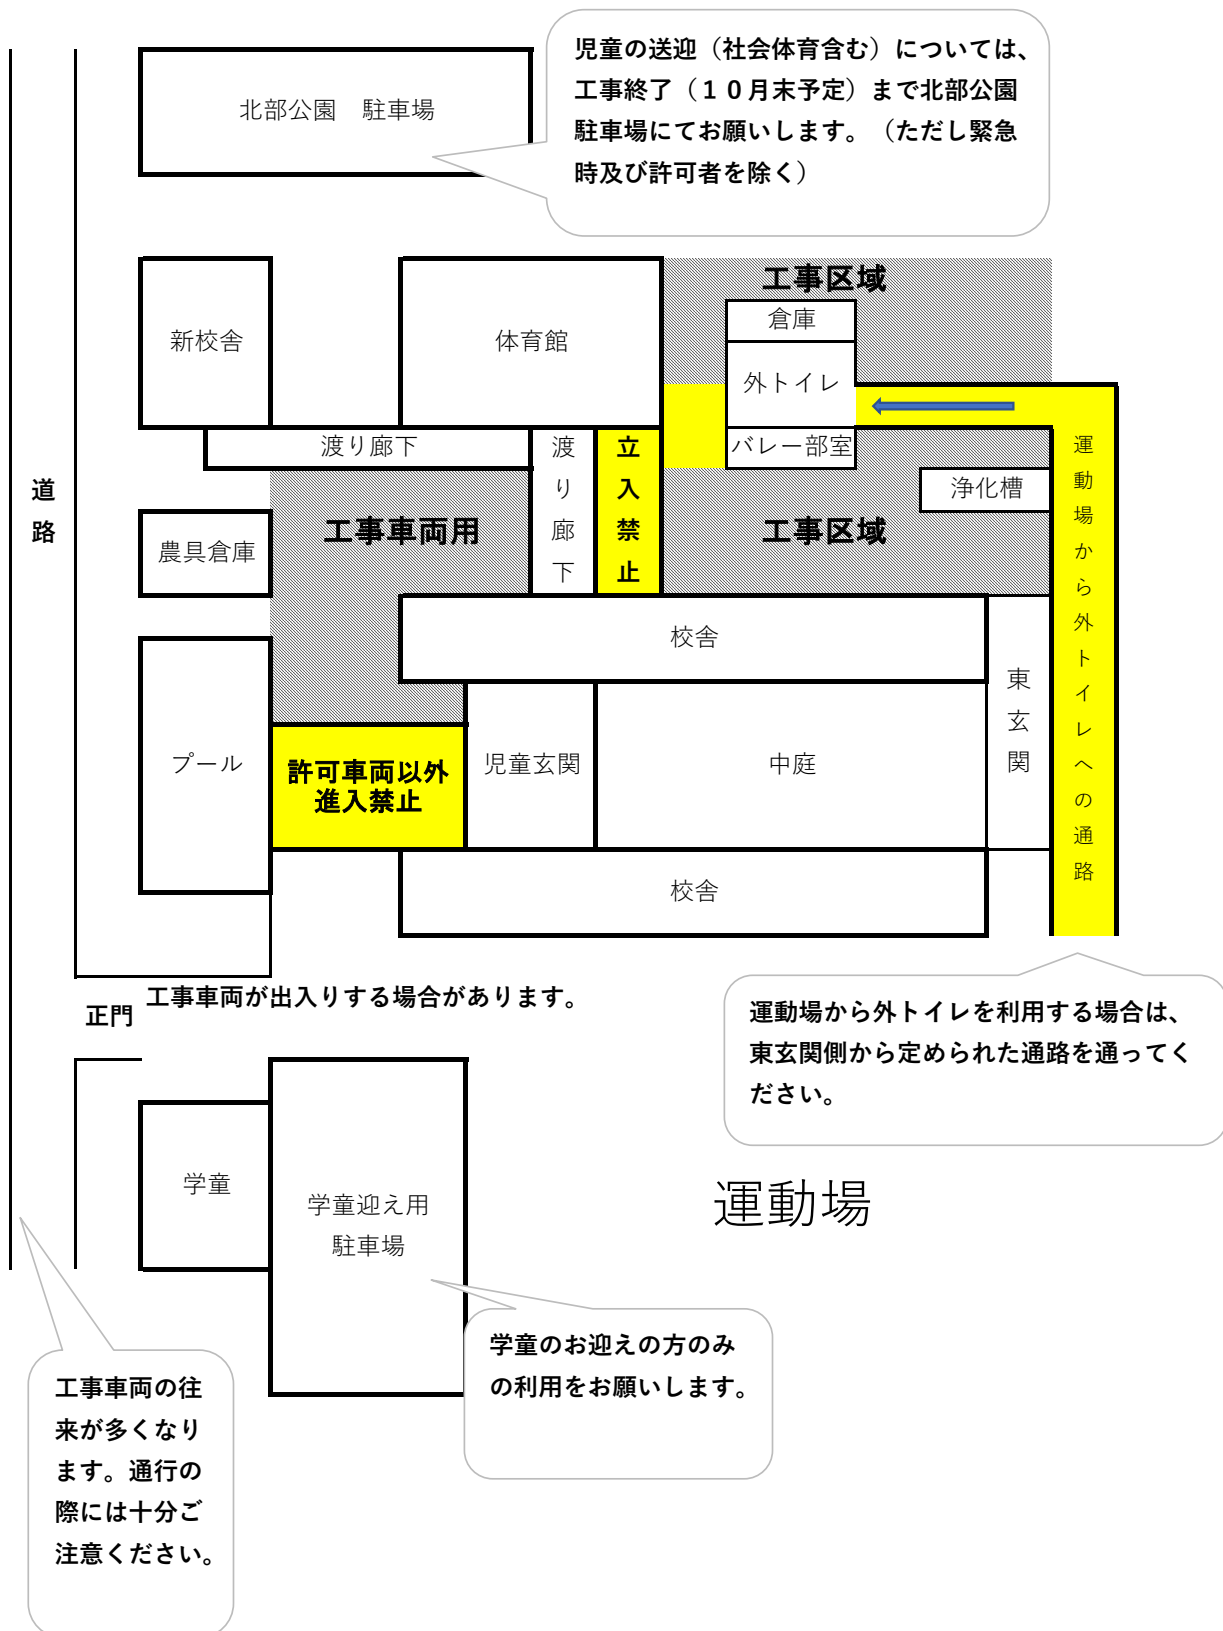 児童の送迎（社会体育含む）については、
工事終了（１０月末予定）まで北部公園
駐車場にてお願いします。（ただし緊急
時及び許可者を除く）
北部公園　駐車場
工事区域
倉庫
新校舎
体育館
外トイレ
渡り廊下
渡り廊下
立入禁止
バレー部室
運動場から外トイレへの通路
道路
浄化槽
工事車両用
工事区域
農具倉庫
校舎
東玄関
プール
許可車両以外
進入禁止
児童玄関
中庭
校舎
工事車両が出入りする場合があります。
正門
運動場から外トイレを利用する場合は、
東玄関側から定められた通路を通ってく
ださい。
学童
学童迎え用
駐車場
運動場
学童のお迎えの方のみ
の利用をお願いします。
工事車両の往
来が多くなり
ます。通行の
際には十分ご
注意ください。